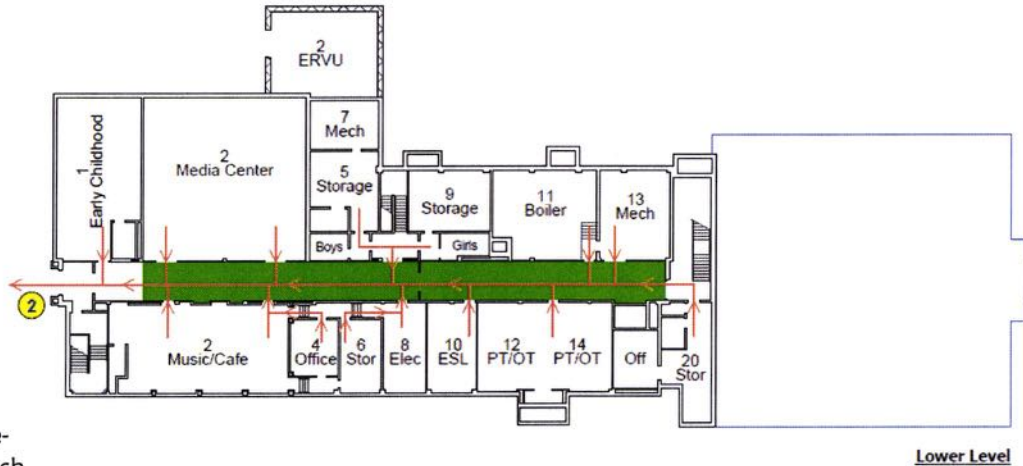 2
ERVU
7
Mech
1
Early Childhood
2
Media Center
5
Storage
9
Storage
11
Boiler
13
Mech
Boys
Girls
2
2
Music/Cafe
4
Office
6
Stor
8
Elec
10
ESL
12
PT/OT
14
PT/OT
Off
20
Stor
Lower Level